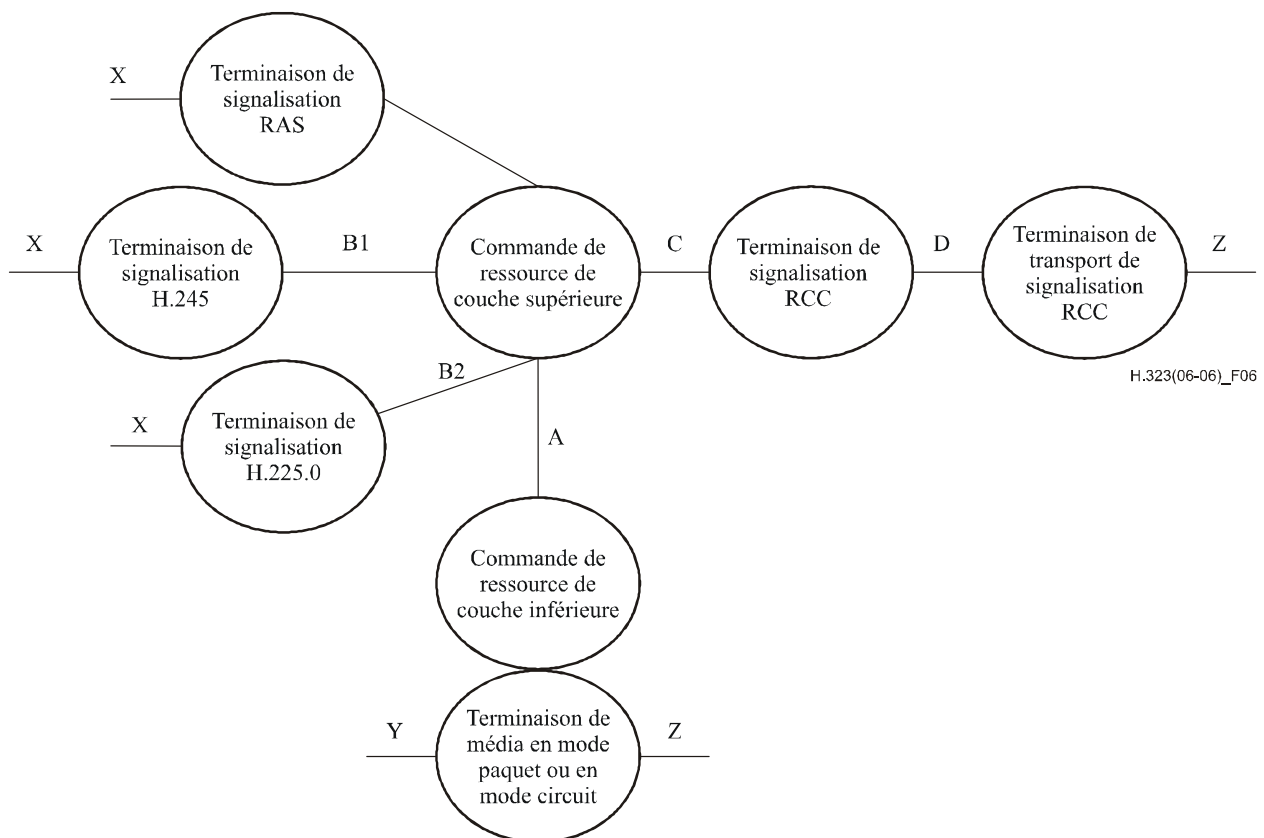 X
Terminaison de
signalisation
RAS
X
Terminaison de
signalisation
H.245
B1
Commande de
ressource de
couche supérieure
C
Terminaison de
signalisation
RCC
D
Terminaison de
transport de
signalisation
RCC
Z
H.323(06-06)_F06
B2
X
Terminaison de
signalisation
H.225.0
A
Commande de
ressource de
couche inférieure
Y
Terminaison de
média en mode
paquet ou en
mode circuit
Z